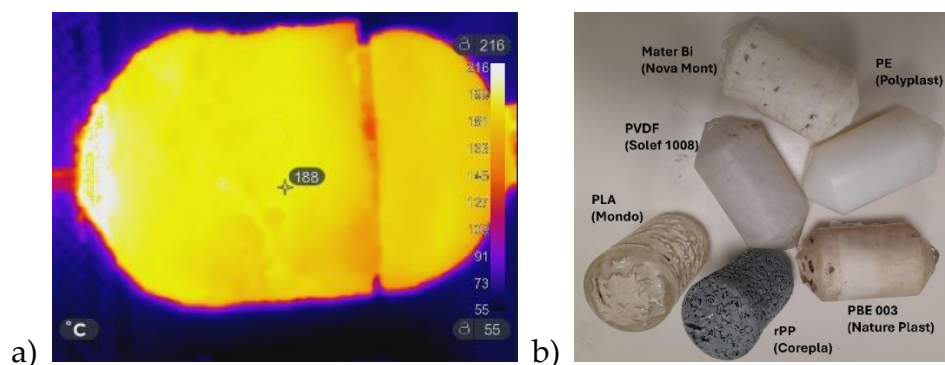 216
216
188
91
73
55
°C
55
a)
Mater Bi
(Nova Mont)
PE
(Polyplast)
PVDF
(Solef 1008)
PLA
(Mondo)
rPP
(Corepla)
PBE 003
(Nature Plast)
b)